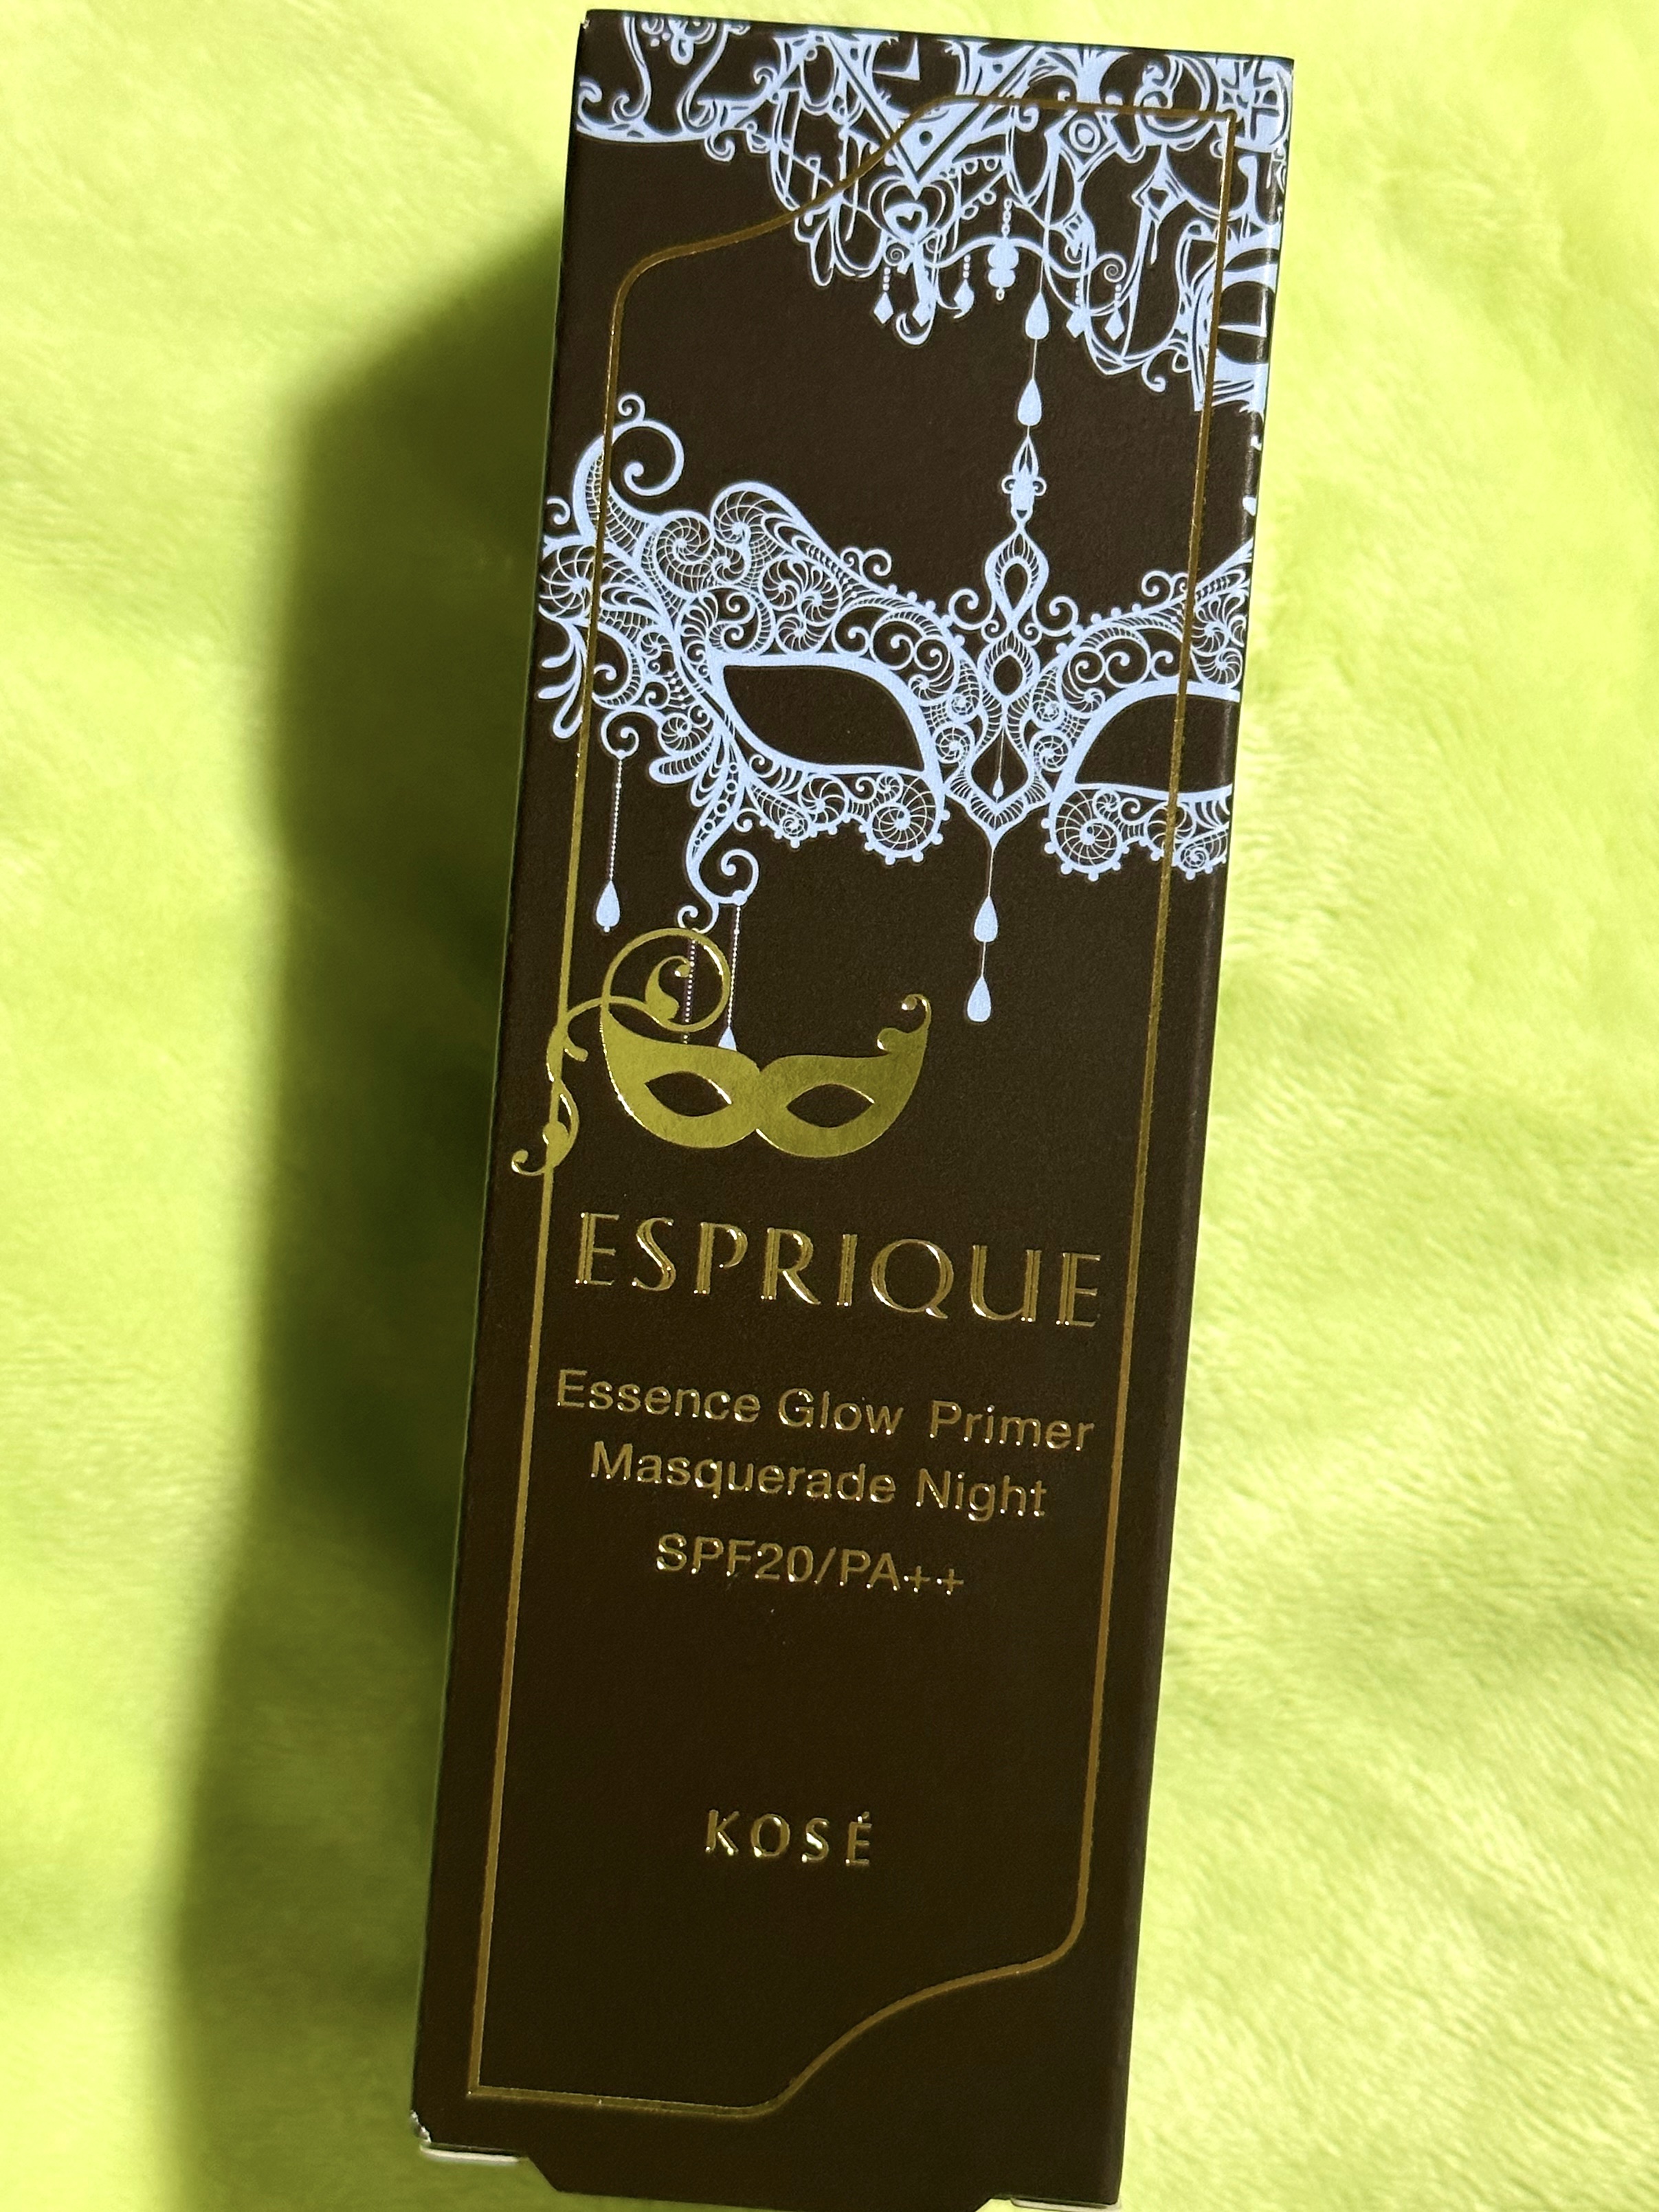 ESPRIQUE
Essence Glow Primer
Masquerade Night
SPF20/PA++
KOSÉ